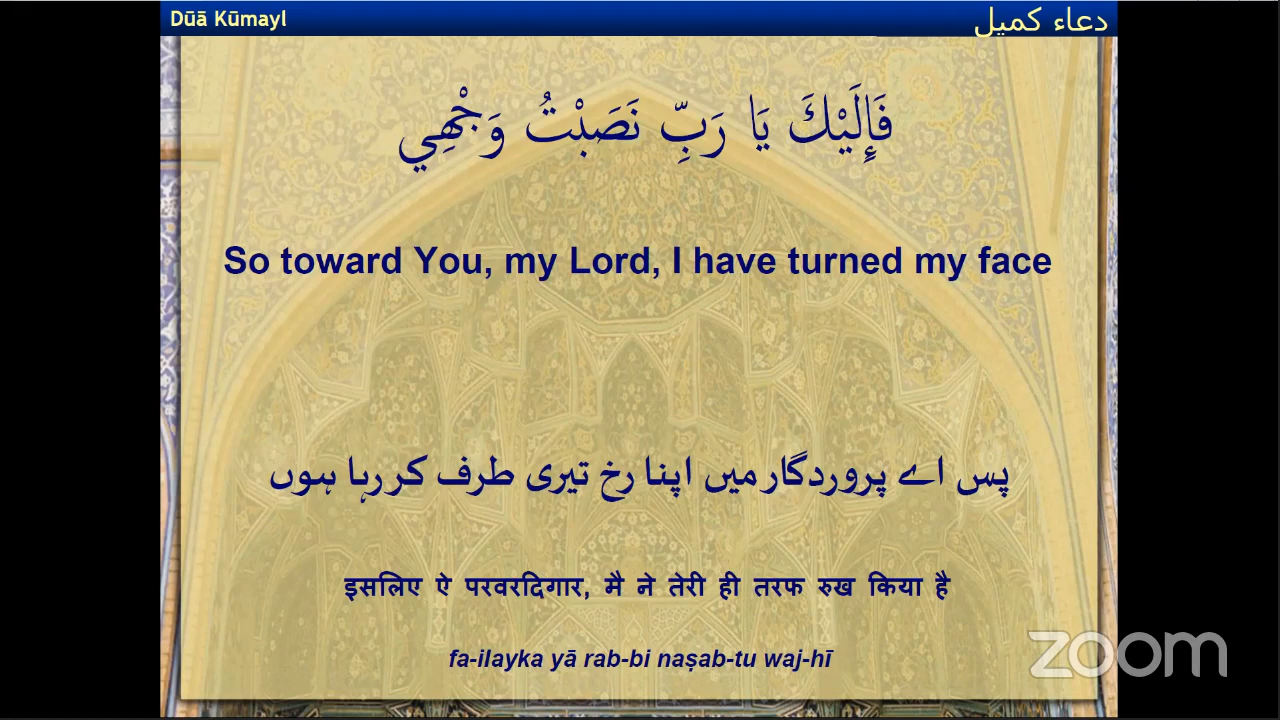 Dūā Kūmayl
دعاء كميل
فَإِلَيْكَ يَا رَبِّ نَصَبْتُ وَجْهِي
So toward You, my Lord, I have turned my face
پس اے پروردگار میں اپنا رخ تیری طرف کر رہا ہوں
इसलिए ऐ परवरदिगार, मै ने तेरी ही तरफ रुख किया है
fa-ilayka yā rab-bi naṣab-tu waj-hī
zoom